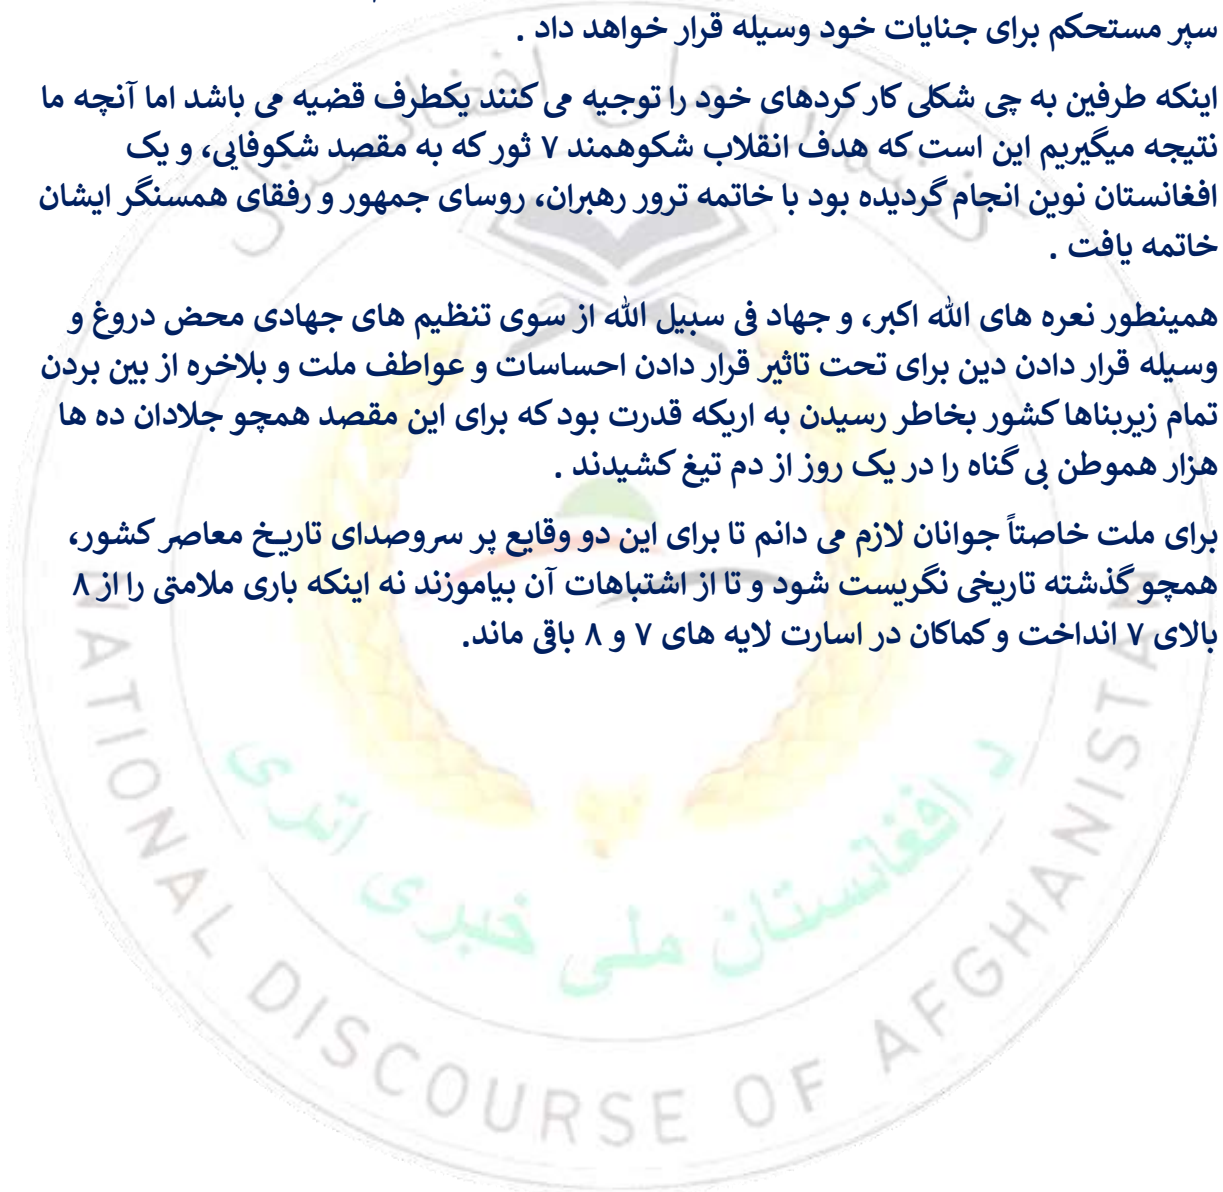 سپر مستحکم برای جنایات خود وسیله قرار خواهد داد .
اینکه طرفین به چی شکلی کار کردهای خود را توجیه می کنند یکطرف قضیه می باشد اما آنچه ما
نتیجه میگیریم این است که هدف انقلاب شکوهمند ۷ ثور که به مقصد شکوفایی، و یک
افغانستان نوین انجام گردیده بود با خاتمه ترور رهبران، روسای جمهور و رفقای همسنگر ایشان
خاتمه یافت .
همینطور نعره های الله اکبر، و جهاد فی سبیل الله از سوی تنظیم های جهادی محض دروغ و
وسیله قرار دادن دین برای تحت تاثیر قرار دادن احساسات و عواطف ملت و بلاخره از بین بردن
تمام زیربناها کشور بخاطر رسیدن به اریکه قدرت بود که برای این مقصد همچو جلادان ده ها
هزار هموطن بی گناه را در یک روز از دم تیغ کشیدند .
برای ملت خاصتاً جوانان لازم می دانم تا برای این دو وقایع پر سروصدای تاریخ معاصر کشور،
همچو گذشته تاریخی نگریست شود و تا از اشتباهات آن بیاموزند نه اینکه باری ملامتی را از ۸
بالای ۷ انداخت و کماکان در اسارت لایه های ۷ و ۸ باقی ماند.
د افغانستان ملی خبری اتری
NATIONAL DISCOURSE OF AFGHANISTAN